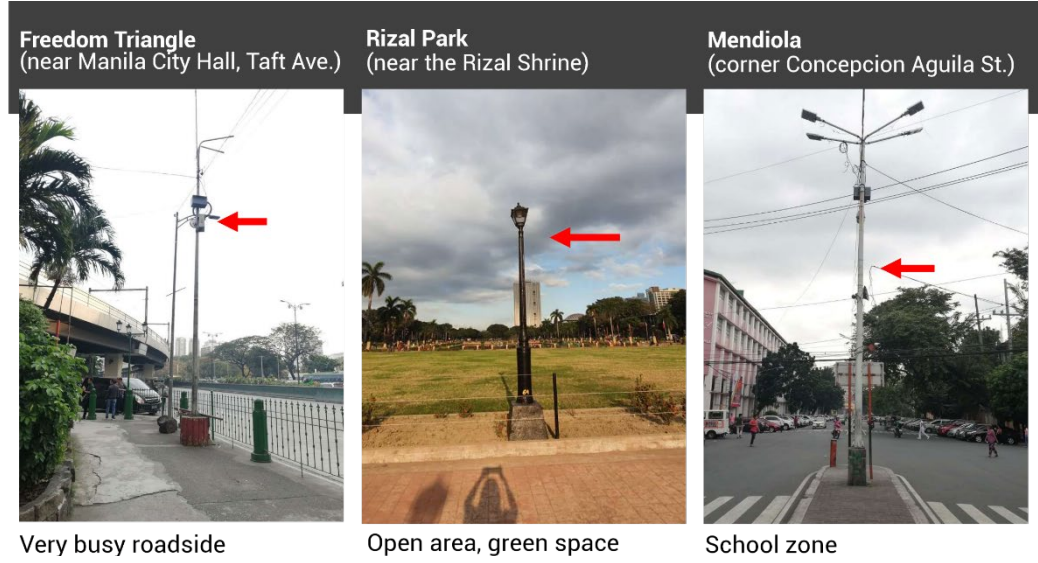 Freedom Triangle
(near Manila City Hall, Taft Ave.)
Rizal Park
(near the Rizal Shrine)
Mendiola
(corner Concepcion Aguila St.)
Very busy roadside
Open area, green space
School zone